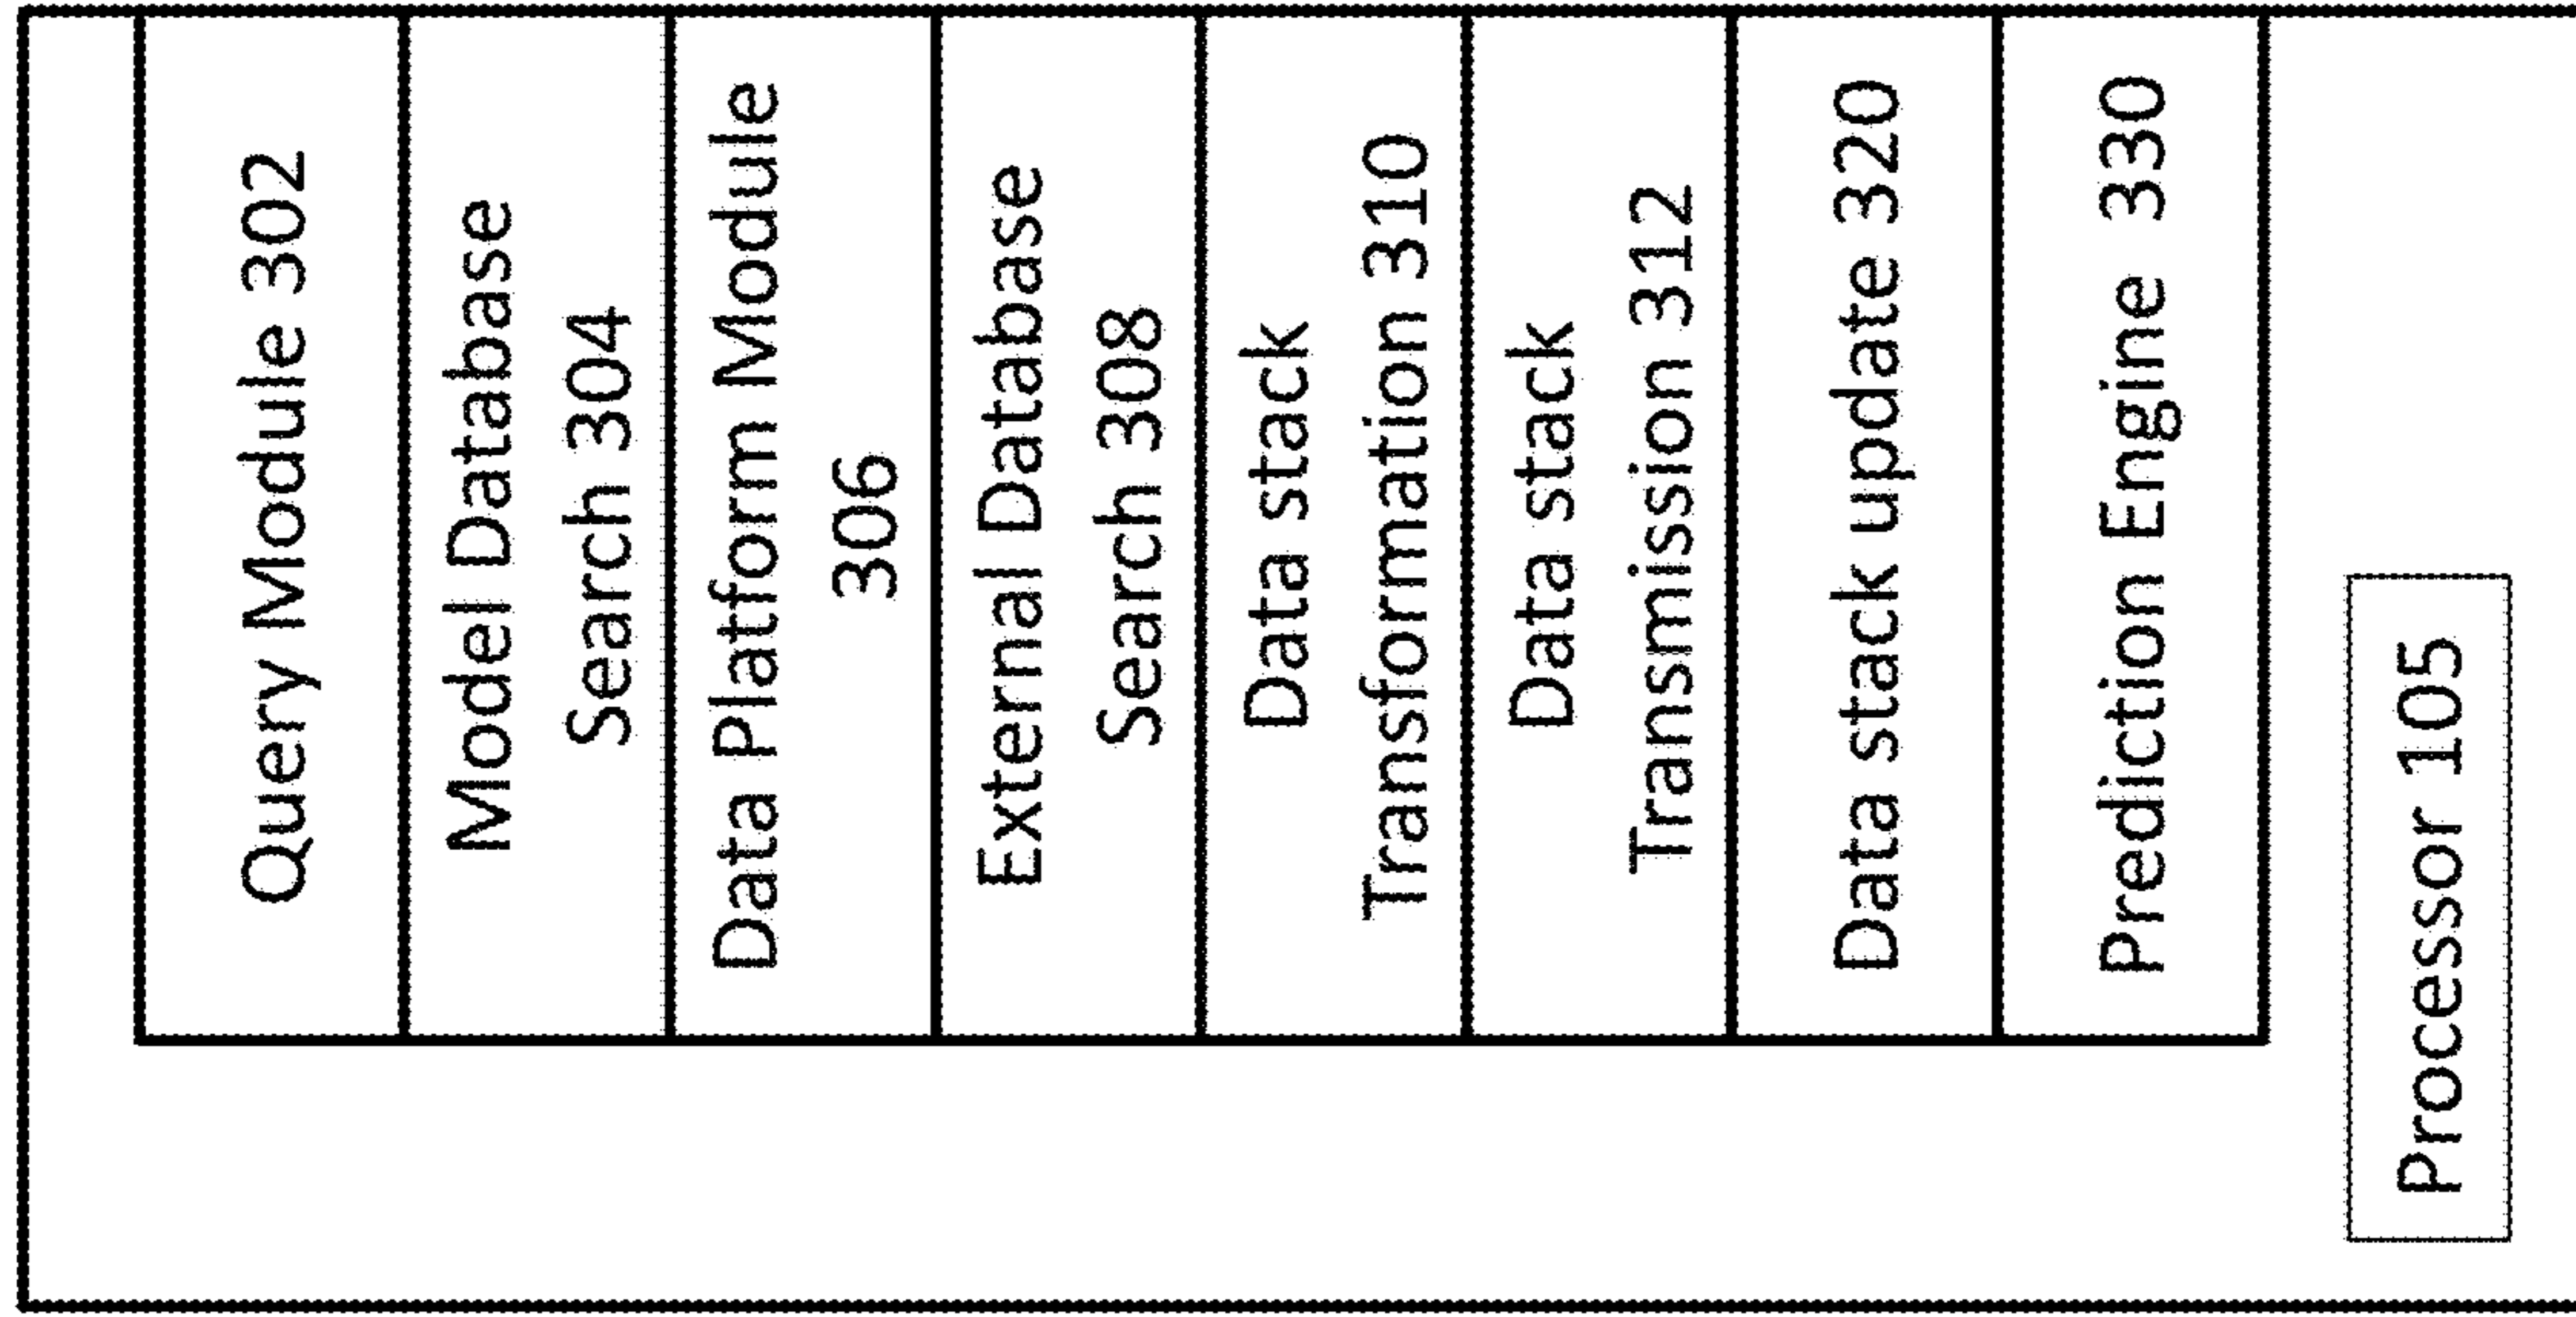 Query Module 302
Model Database
Search 304
Data Platform Module
306
External Database
Search 308
Data stack
Transformation 310
Data stack
Transmission 312
Data stack update 320
Prediction Engine 330
Processor 105